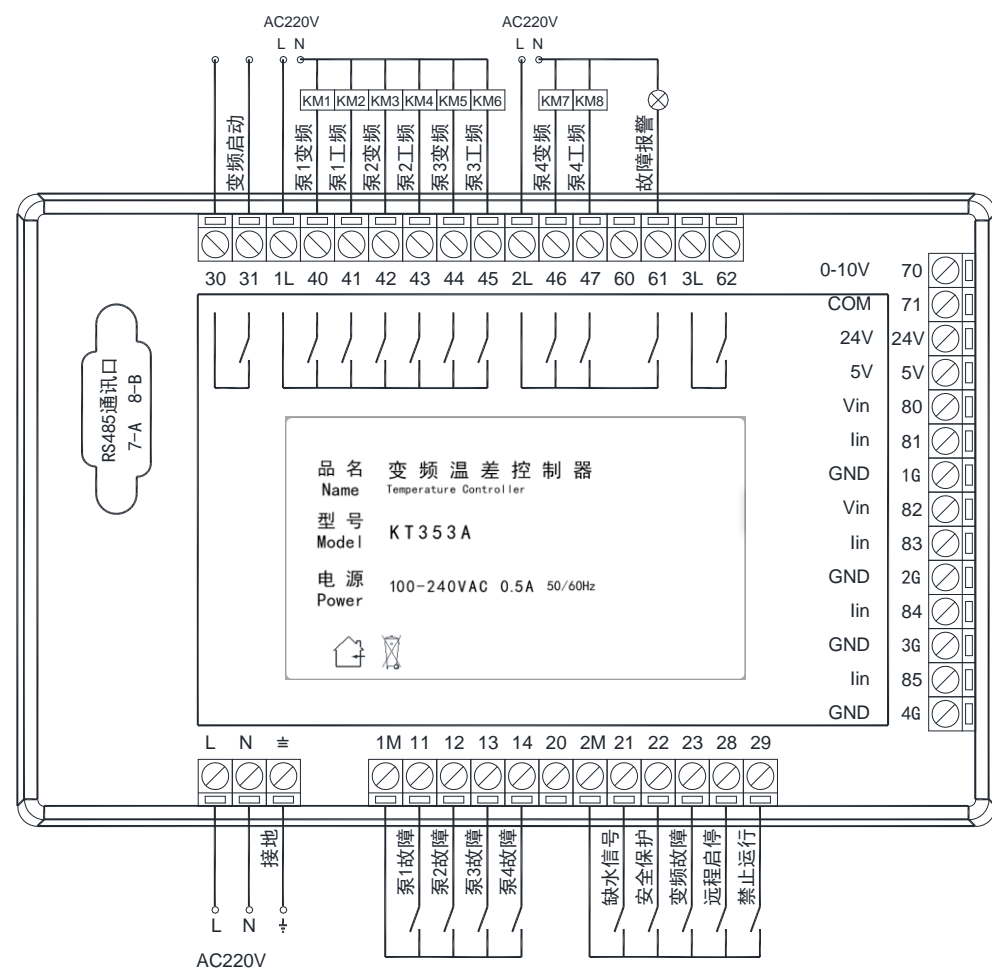 AC220V
AC220V
L N
L N
KM1 KM2 KM3 KM4 KM5 KM6
KM7 KM8
变频启动
泵1变频
泵1工频
泵2变频
泵2工频
泵3变频
泵3工频
泵4变频
泵4工频
故障报警
30 31 1L 40 41 42 43 44 45 2L 46 47 60 61 3L 62
0-10V 70
COM 71
24V 24V
5V 5V
Vin 80
Iin 81
GND 1G
Vin 82
Iin 83
GND 2G
Iin 84
GND 3G
Iin 85
GND 4G
RS485通讯口
7-A 8-B
品名 变频温差控制器
Name Temperature Controller
型号
Model KT353A
电源
Power 100-240VAC 0.5A 50/60Hz
L N
1M 11 12 13 14 20 2M 21 22 23 28 29
接地
泵1故障
泵2故障
泵3故障
泵4故障
缺水信号
安全保护
变频故障
远程启停
禁止运行
L N
AC220V